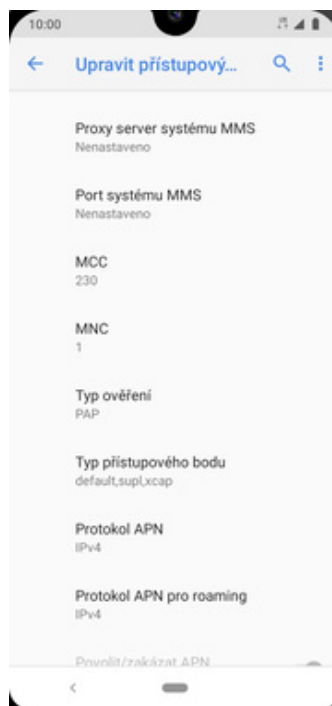 10:00
Upravit přístupový...
Proxy server systému MMS
Nenastaveno
Port systému MMS
Nenastaveno
MCC
230
MNC
1
Typ ověření
PAP
Typ přístupového bodu
default,supl,xcap
Protokol APN
IPv4
Protokol APN pro roaming
IPv4
Povolit/zakázat APN